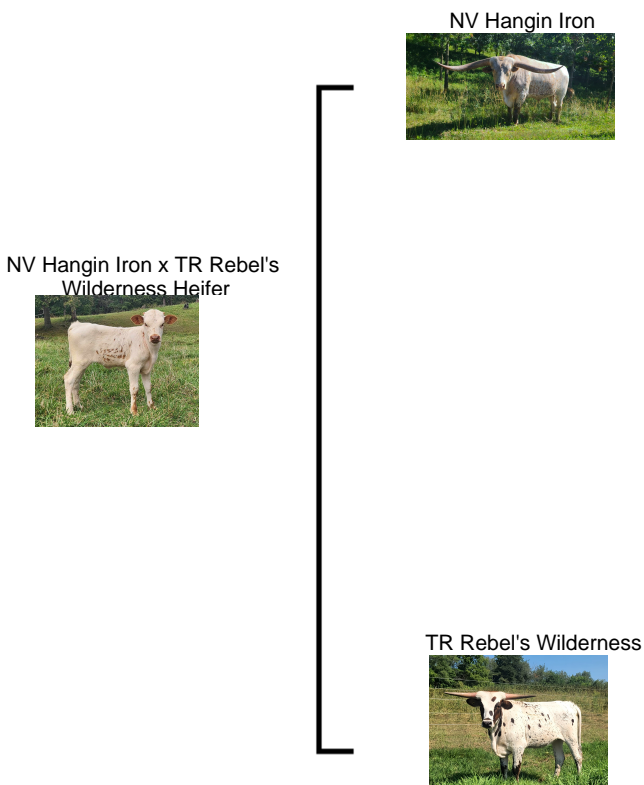 NV Hangin Iron
NV Hangin Iron x TR Rebel's
Wilderness Heifer
TR Rebel's Wilderness